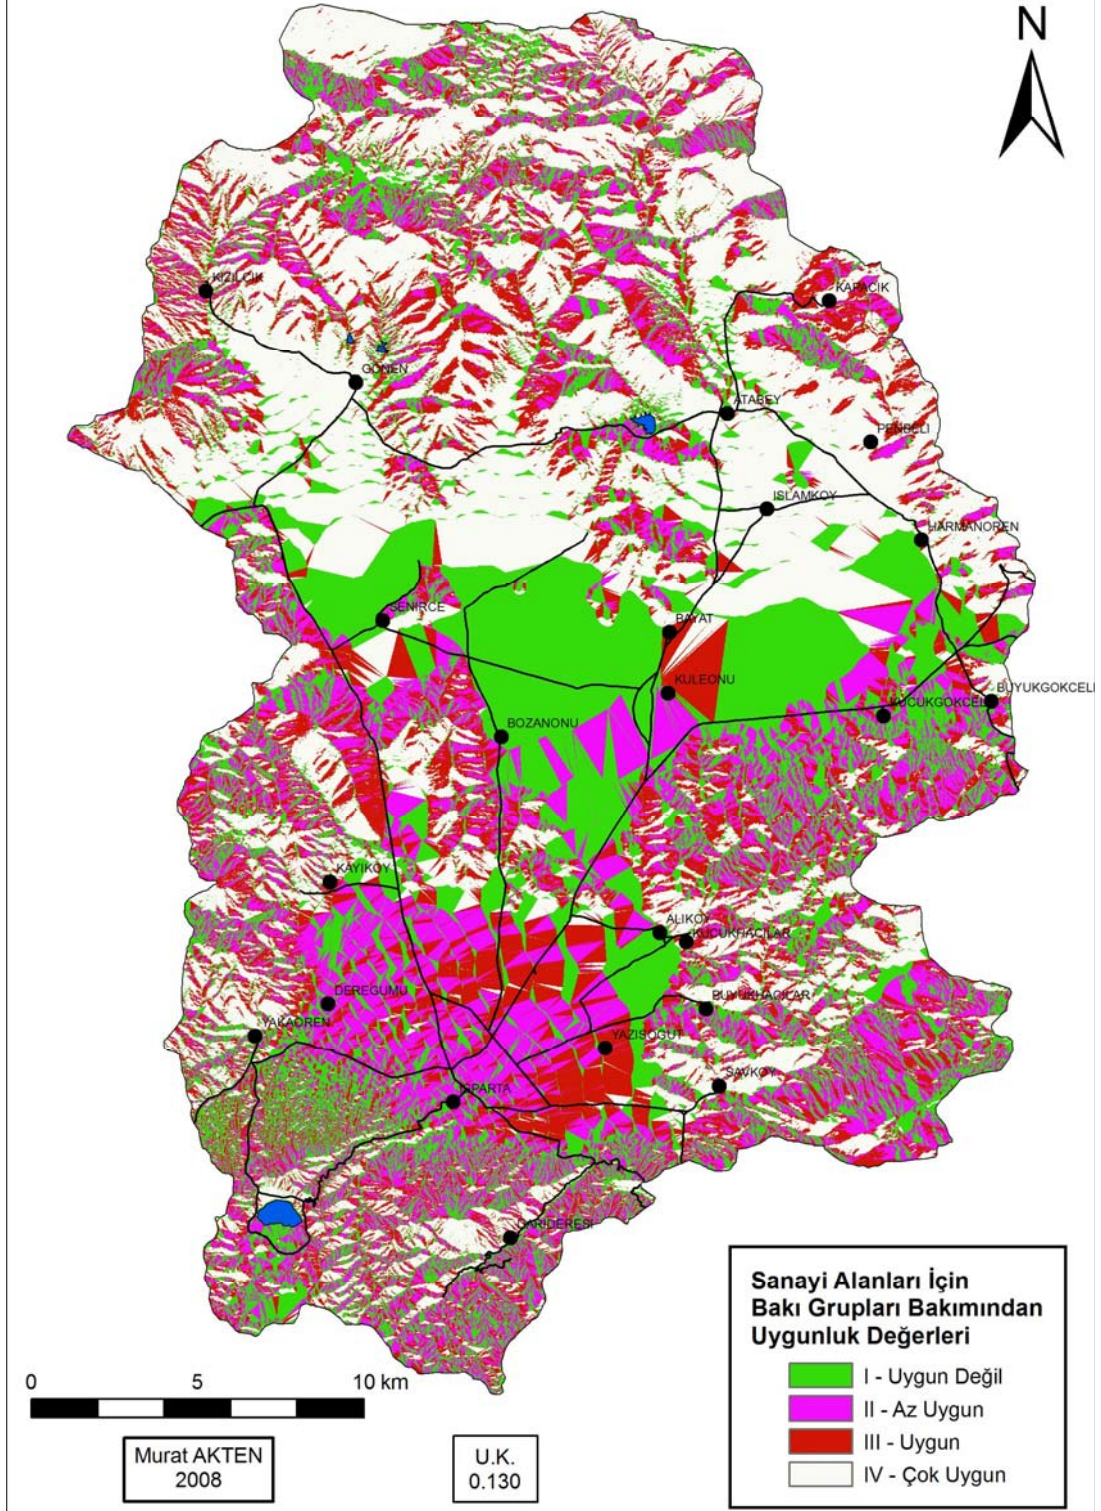 N
KIZILCIK
KAPACIK
GÖNEN
ATABEY
PENBELI
ISLAMKOY
HARMANOREN
SENIRCE
BAYAT
KULEONU
BUYUKGOKCELI
KUCUKGOKCELI
BOZANONU
KAYIKOY
ALIKOY
KUCUKHACILAR
DEREGUMU
BUYUKHACILAR
YAKAOREN
YAZISOGUT
SAVKOY
ISPARTA
DARIDERESI
Sanayi Alanları İçin
Bakı Grupları Bakımından
Uygunluk Değerleri
I - Uygun Değil
II - Az Uygun
III - Uygun
IV - Çok Uygun
0 5 10 km
Murat AKTEN
2008
U.K.
0.130